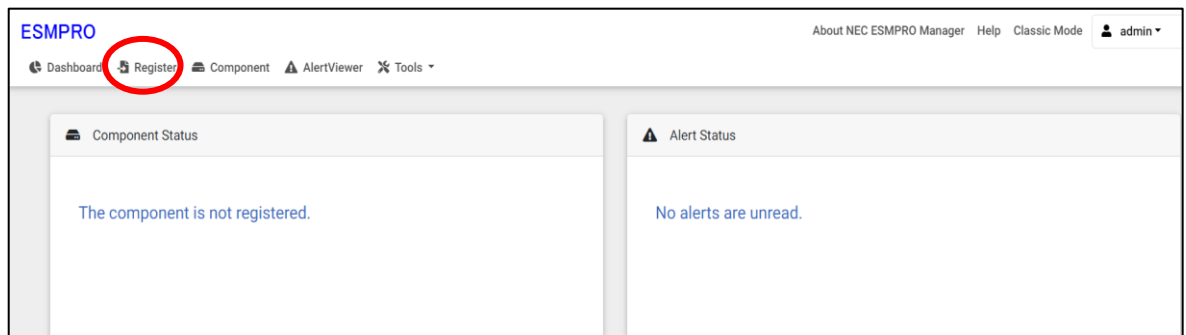 ESMPRO
About NEC ESMPRO Manager Help Classic Mode admin
Dashboard Register Component AlertViewer Tools
Component Status
Alert Status
The component is not registered.
No alerts are unread.